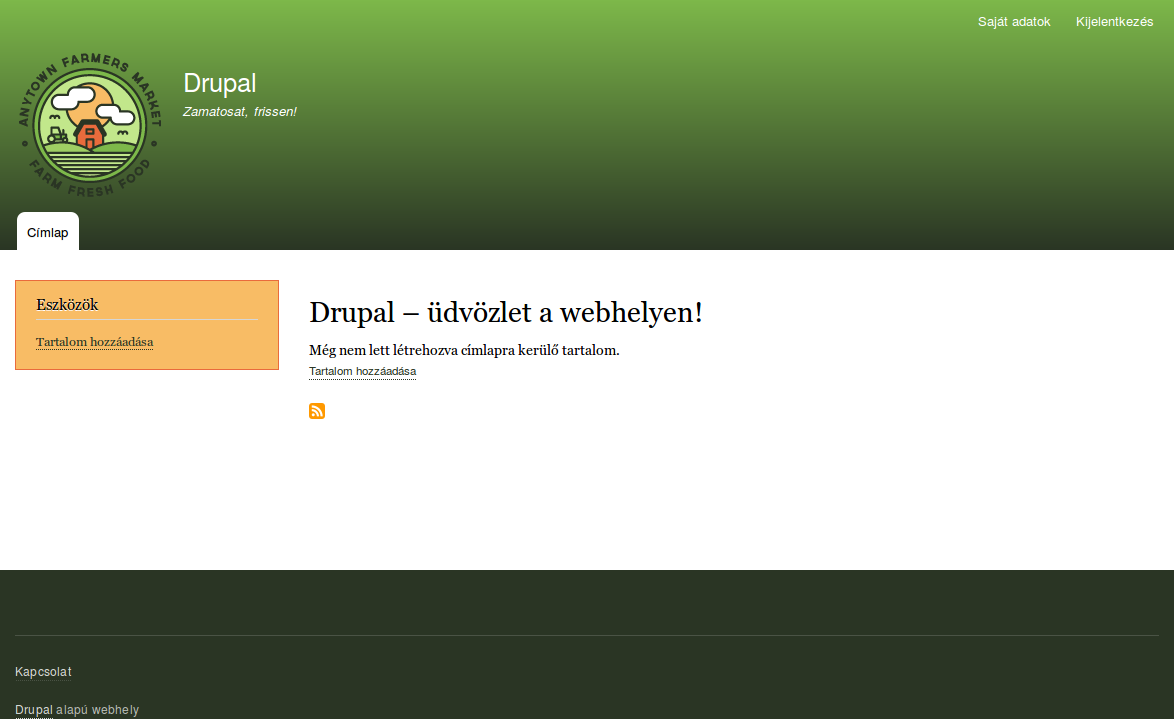 Saját adatok Kijelentkezés
ANYTOWN FARMERS MARKET
FARM FRESH FOOD
Drupal
Zamatosat, frissen!
Címlap
Eszközök
Tartalom hozzáadása
Drupal – üdvözlet a webhelyen!
Még nem lett létrehozva címlapra kerülő tartalom.
Tartalom hozzáadása
Kapcsolat
Drupal alapú webhely